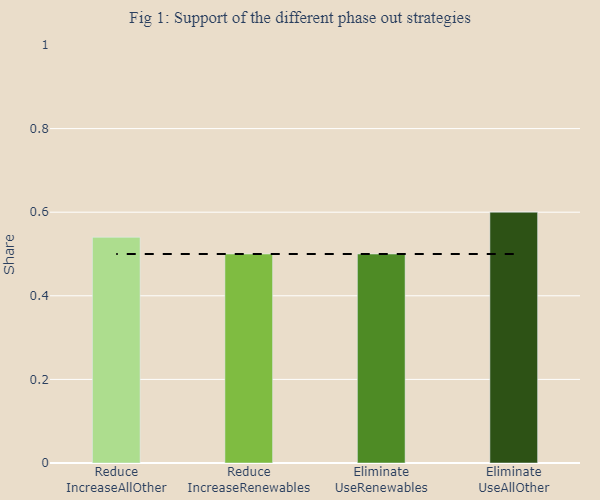 Fig 1: Support of the different phase out strategies
1
0.8
0.6
0.4
0.2
0
Share
Reduce
IncreaseAllOther
Reduce
IncreaseRenewables
Eliminate
UseRenewables
Eliminate
UseAllOther